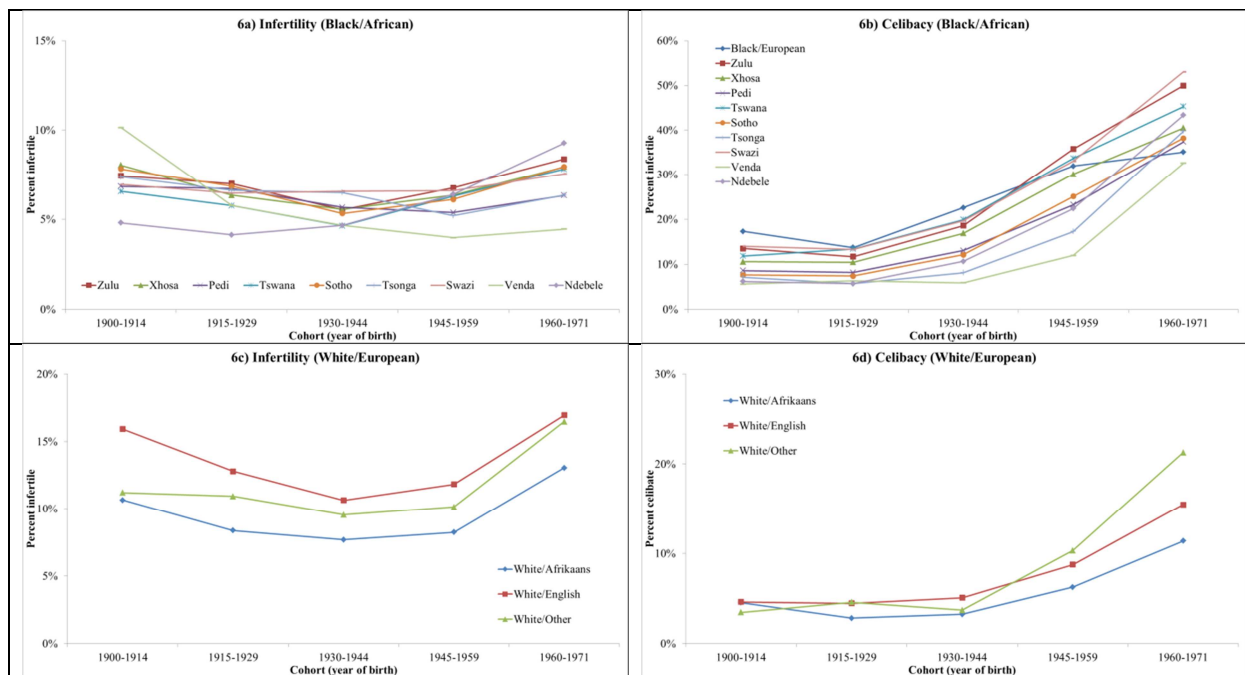 6a) Infertility (Black/African)
15%
10%
5%
0%
Percent infertile
Zulu Xhosa Pedi Tswana Sotho Tsonga Swazi Venda Ndebele
1900-1914 1915-1929 1930-1944 1945-1959 1960-1971
Cohort (year of birth)
6b) Celibacy (Black/African)
60%
50%
40%
30%
20%
10%
0%
Percent infertile
Black/European
Zulu
Xhosa
Pedi
Tswana
Sotho
Tsonga
Swazi
Venda
Ndebele
1900-1914 1915-1929 1930-1944 1945-1959 1960-1971
Cohort (year of birth)
6c) Infertility (White/European)
20%
15%
10%
5%
0%
Percent infertile
White/Afrikaans
White/English
White/Other
1900-1914 1915-1929 1930-1944 1945-1959 1960-1971
Cohort (year of birth)
6d) Celibacy (White/European)
30%
20%
10%
0%
Percent celibate
White/Afrikaans
White/English
White/Other
1900-1914 1915-1929 1930-1944 1945-1959 1960-1971
Cohort (year of birth)